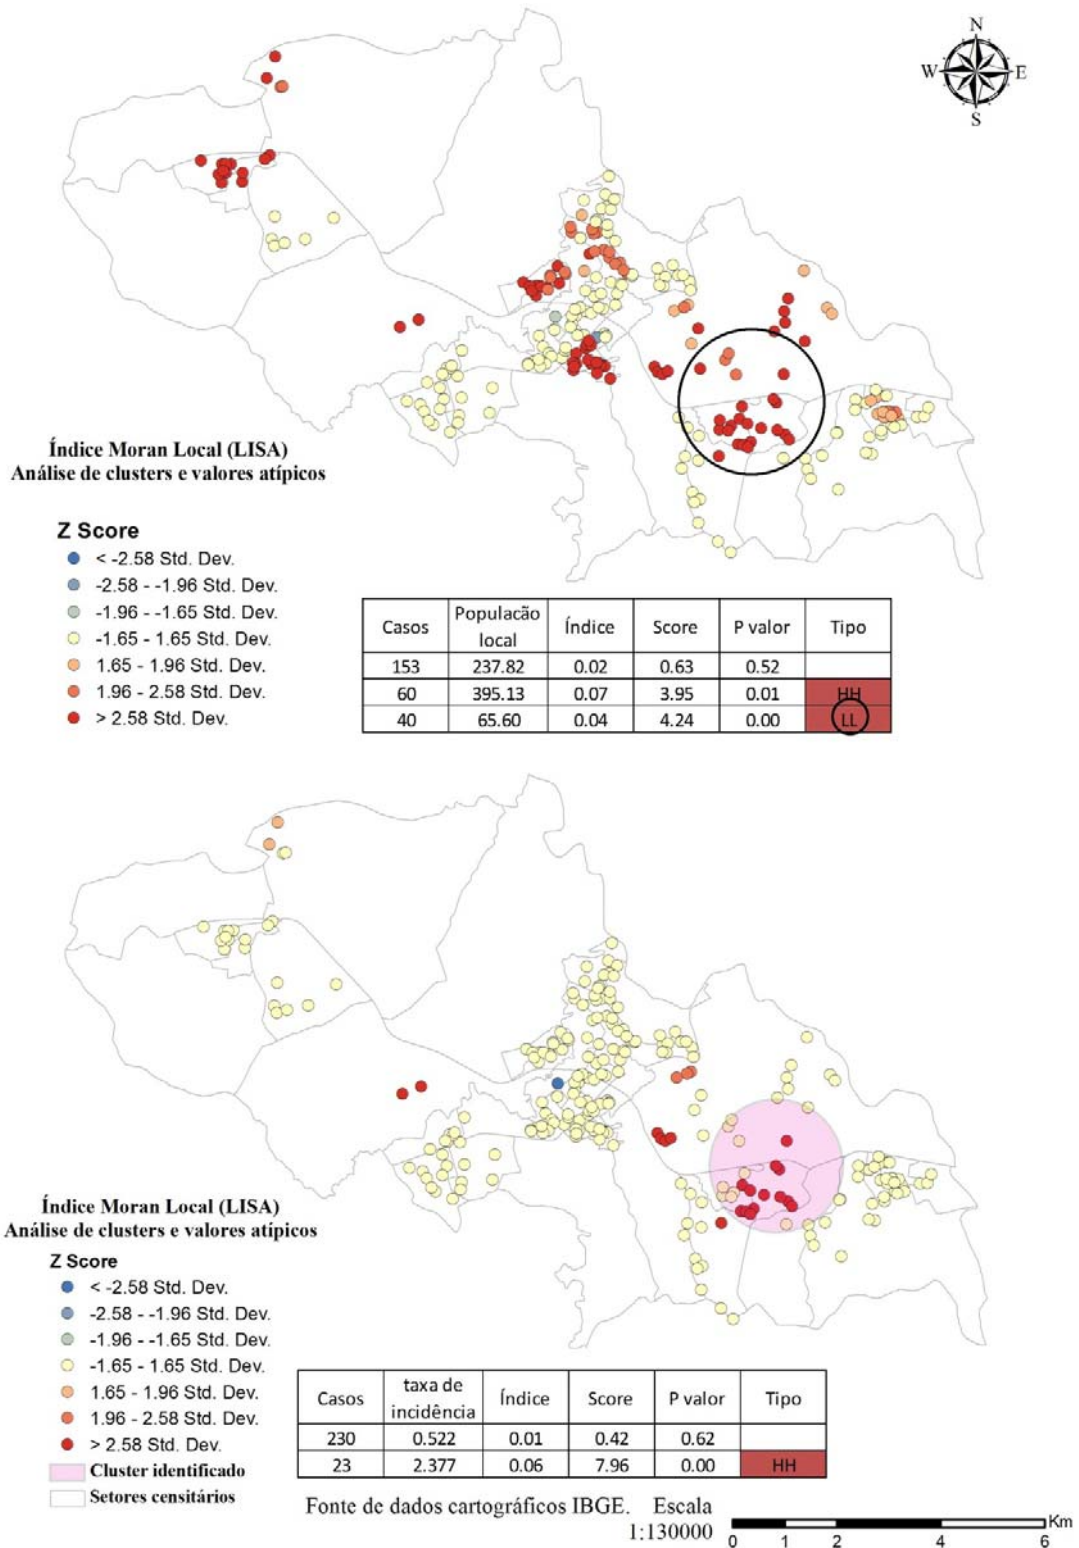 N
W E
S
Índice Moran Local (LISA)
Análise de clusters e valores atípicos
Z Score
< -2.58 Std. Dev.
-2.58 - -1.96 Std. Dev.
-1.96 - -1.65 Std. Dev.
-1.65 - 1.65 Std. Dev.
1.65 - 1.96 Std. Dev.
1.96 - 2.58 Std. Dev.
> 2.58 Std. Dev.
Casos Populacão local Índice Score P valor Tipo
153 237.82 0.02 0.63 0.52
60 395.13 0.07 3.95 0.01 HH
40 65.60 0.04 4.24 0.00 LL
Índice Moran Local (LISA)
Análise de clusters e valores atípicos
Z Score
< -2.58 Std. Dev.
-2.58 - -1.96 Std. Dev.
-1.96 - -1.65 Std. Dev.
-1.65 - 1.65 Std. Dev.
1.65 - 1.96 Std. Dev.
1.96 - 2.58 Std. Dev.
> 2.58 Std. Dev.
Cluster identificado
Setores censitários
Casos taxa de incidência Índice Score P valor Tipo
230 0.522 0.01 0.42 0.62
23 2.377 0.06 7.96 0.00 HH
Fonte de dados cartográficos IBGE. Escala
1:130000
Km
0 1 2 4 6